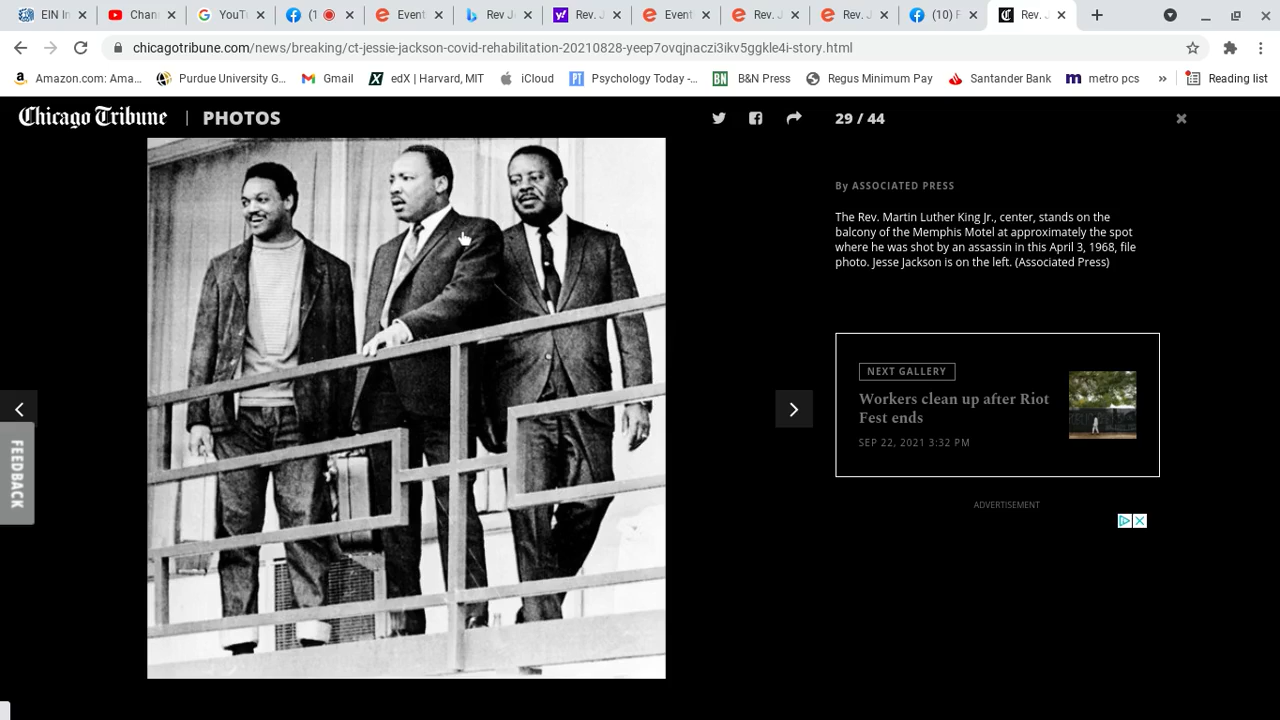 EIN In
Chan
YouTu
(1
Event
Rev J
Rev. J
Event
Rev. J
Rev. J
(10) F
Rev. J
chicagotribune.com/news/breaking/ct-jessie-jackson-covid-rehabilitation-20210828-yeep7ovqjnaczi3ikv5ggkle4i-story.html
Amazon.com: Ama...
Purdue University G...
Gmail
edX | Harvard, MIT
iCloud
Psychology Today -...
B&N Press
Regus Minimum Pay
Santander Bank
metro pcs
»
Reading list
Chicago Tribune | PHOTOS
29 / 44
By ASSOCIATED PRESS
The Rev. Martin Luther King Jr., center, stands on the
balcony of the Memphis Motel at approximately the spot
where he was shot by an assassin in this April 3, 1968, file
photo. Jesse Jackson is on the left. (Associated Press)
NEXT GALLERY
Workers clean up after Riot
Fest ends
SEP 22, 2021 3:32 PM
FEEDBACK
ADVERTISEMENT